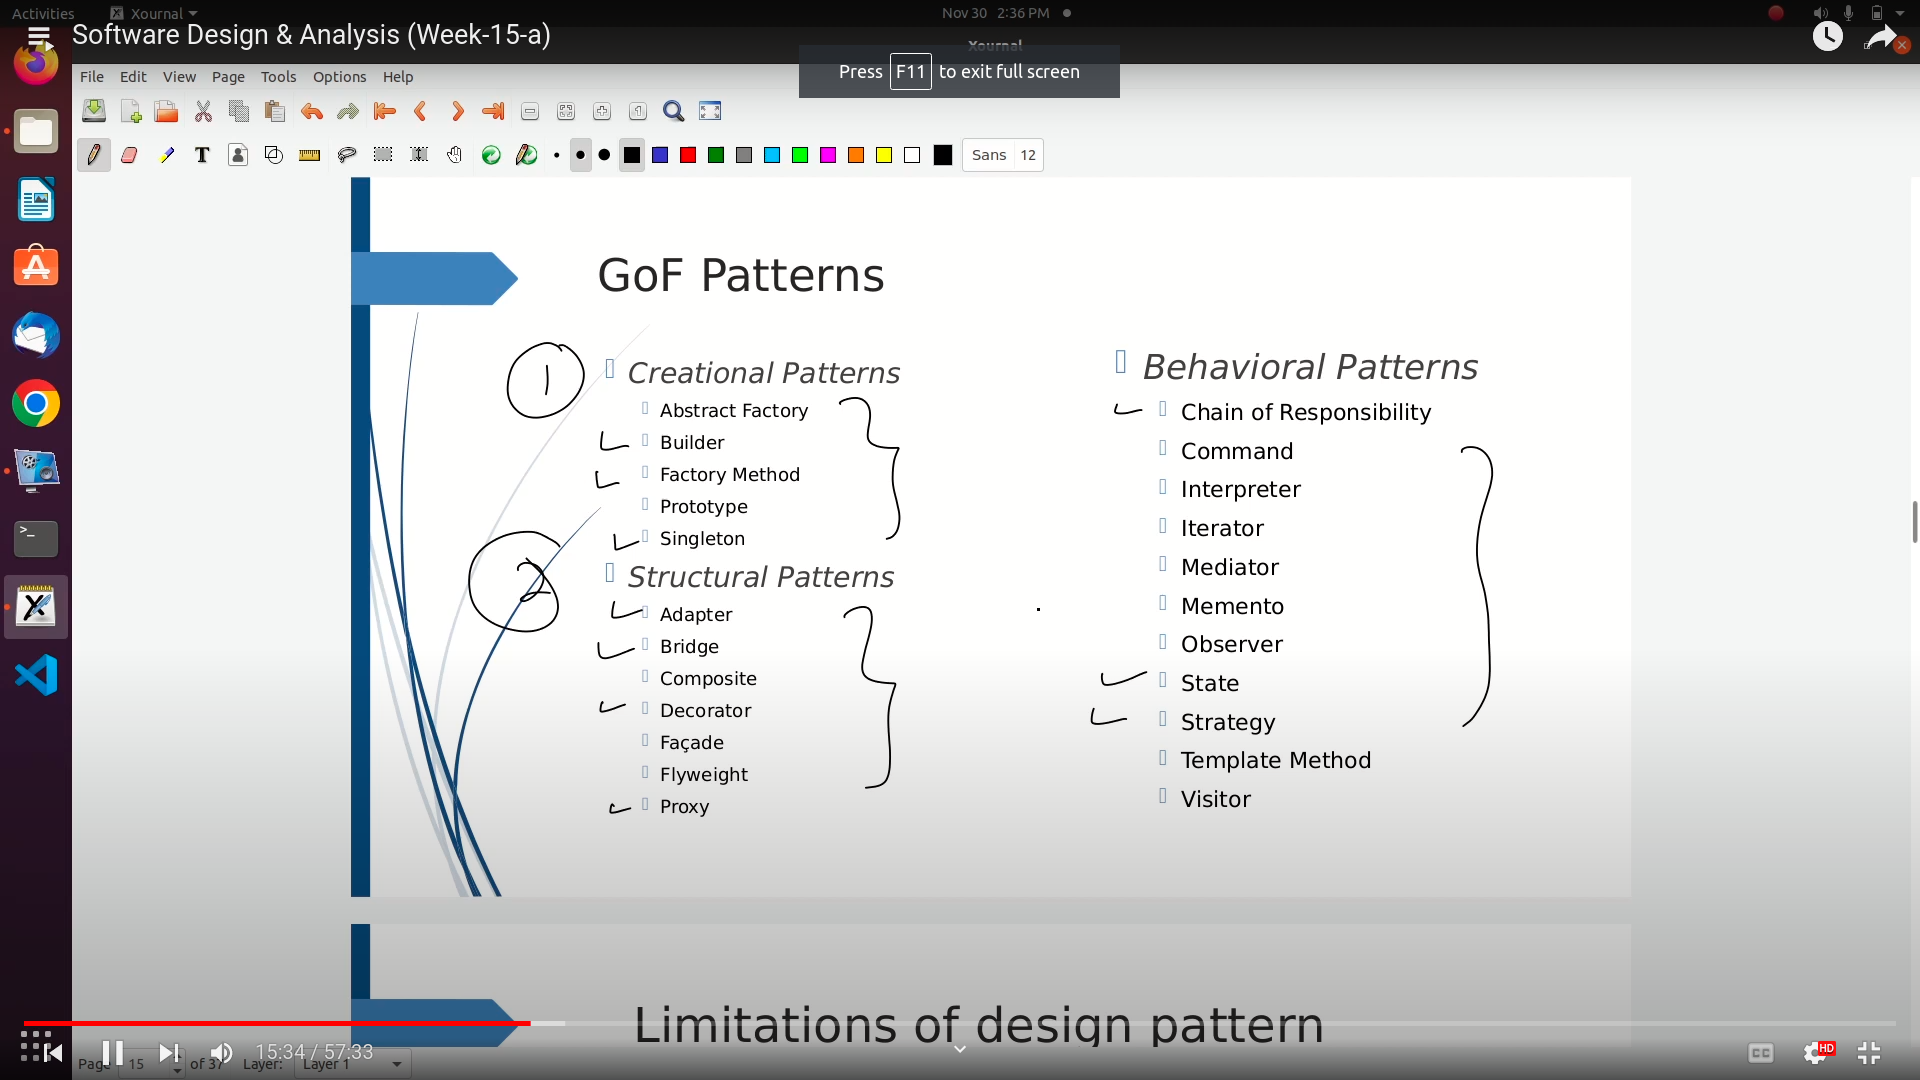 Activities Xournal Nov 30 2:36 PM
Software Design & Analysis (Week-15-a)
Xournal
Press F11 to exit full screen
File Edit View Page Tools Options Help
Sans 12
GoF Patterns
1
Creational Patterns
Abstract Factory
Builder
Factory Method
Prototype
Singleton
2
Structural Patterns
Adapter
Bridge
Composite
Decorator
Façade
Flyweight
Proxy
Behavioral Patterns
Chain of Responsibility
Command
Interpreter
Iterator
Mediator
Memento
Observer
State
Strategy
Template Method
Visitor
Limitations of design pattern
15:34 / 57:33
CC HD
Page 15 of 37 Layer: Layer 1